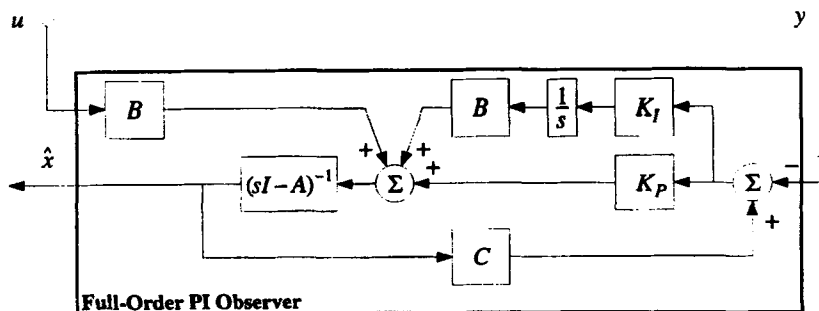 u y
B B 1/s K_I
x̂ + + + − 
(sI−A)^{-1} Σ K_P Σ
+
C
Full-Order PI Observer